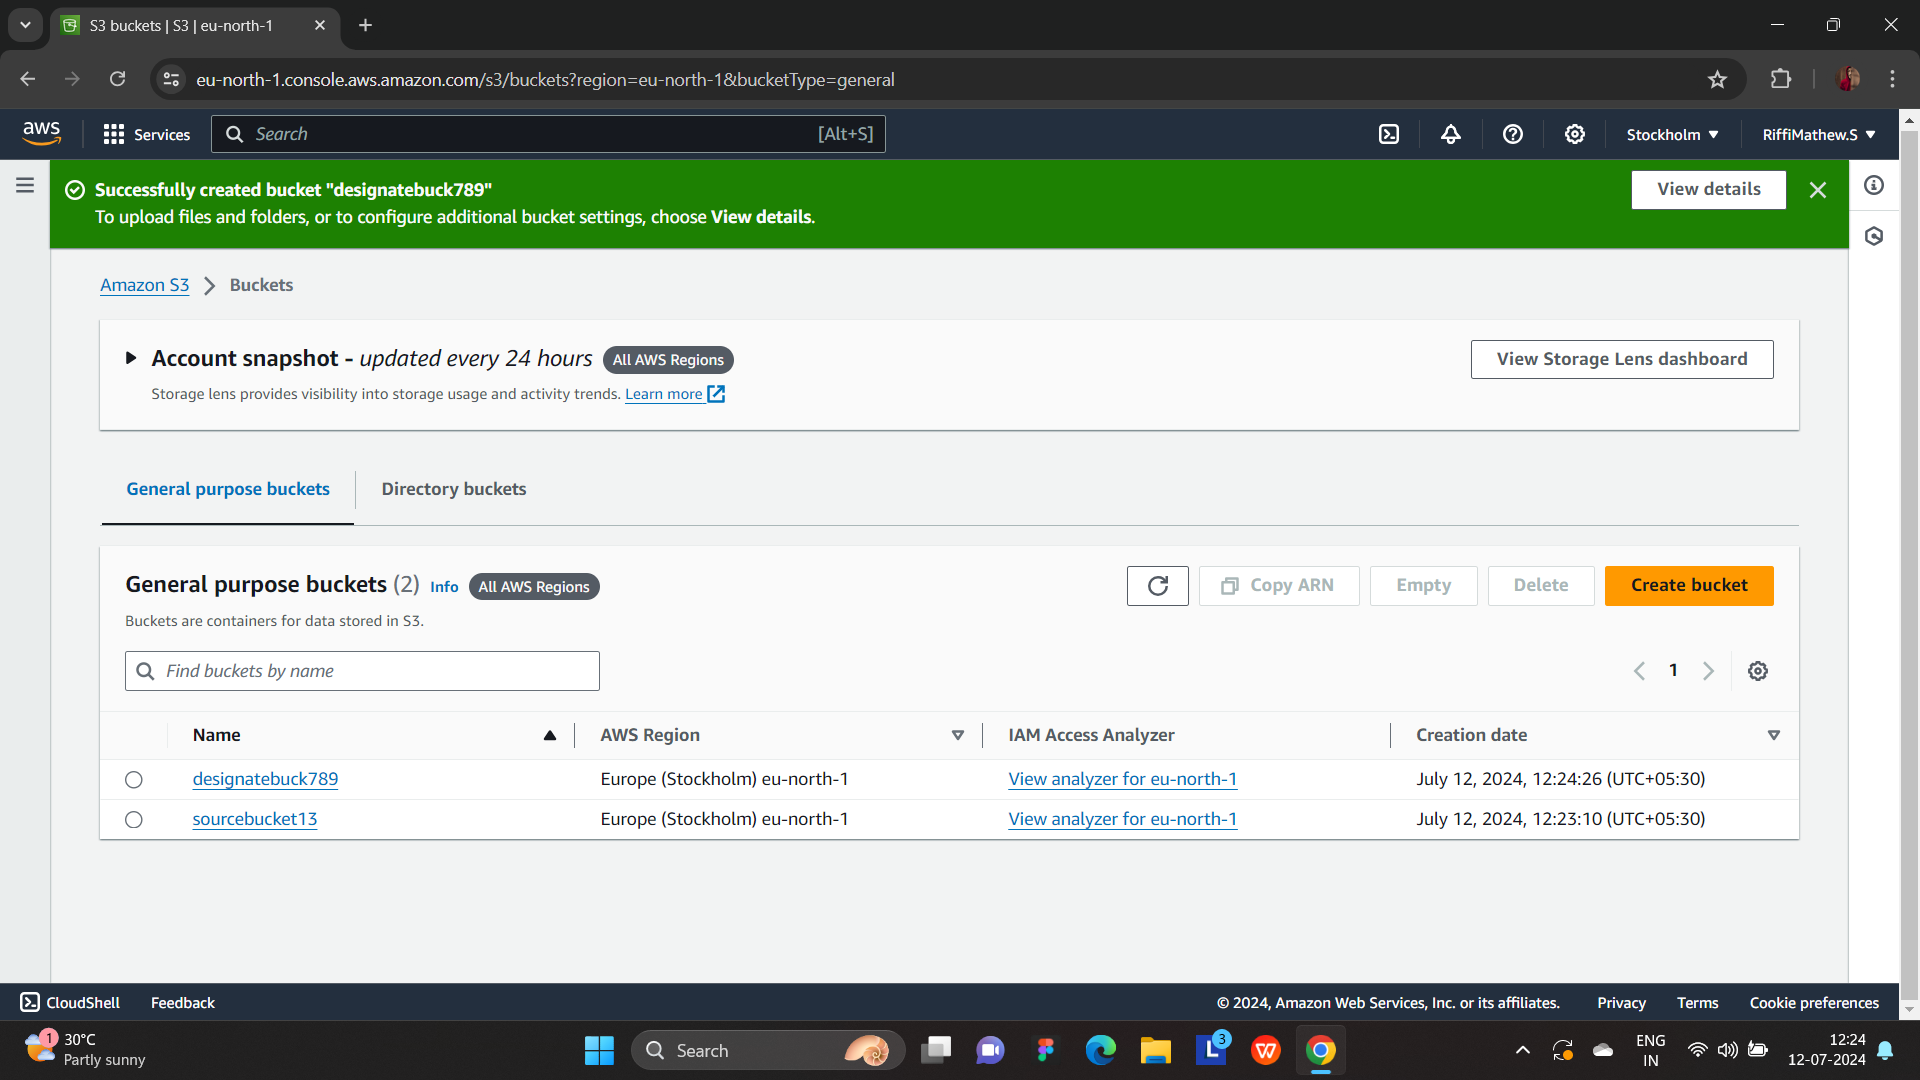 S3 buckets | S3 | eu-north-1
eu-north-1.console.aws.amazon.com/s3/buckets?region=eu-north-1&bucketType=general
aws
Services
Search
[Alt+S]
Stockholm
RiffiMathew.S
Successfully created bucket "designatebuck789"
To upload files and folders, or to configure additional bucket settings, choose View details.
View details
Amazon S3
Buckets
Account snapshot - updated every 24 hours
All AWS Regions
Storage lens provides visibility into storage usage and activity trends. Learn more
View Storage Lens dashboard
General purpose buckets
Directory buckets
General purpose buckets (2) Info
All AWS Regions
Buckets are containers for data stored in S3.
Copy ARN
Empty
Delete
Create bucket
Find buckets by name
1
Name
AWS Region
IAM Access Analyzer
Creation date
designatebuck789
Europe (Stockholm) eu-north-1
View analyzer for eu-north-1
July 12, 2024, 12:24:26 (UTC+05:30)
sourcebucket13
Europe (Stockholm) eu-north-1
View analyzer for eu-north-1
July 12, 2024, 12:23:10 (UTC+05:30)
CloudShell
Feedback
© 2024, Amazon Web Services, Inc. or its affiliates.
Privacy
Terms
Cookie preferences
1
30°C
Partly sunny
Search
L
3
W
ENG
IN
12:24
12-07-2024